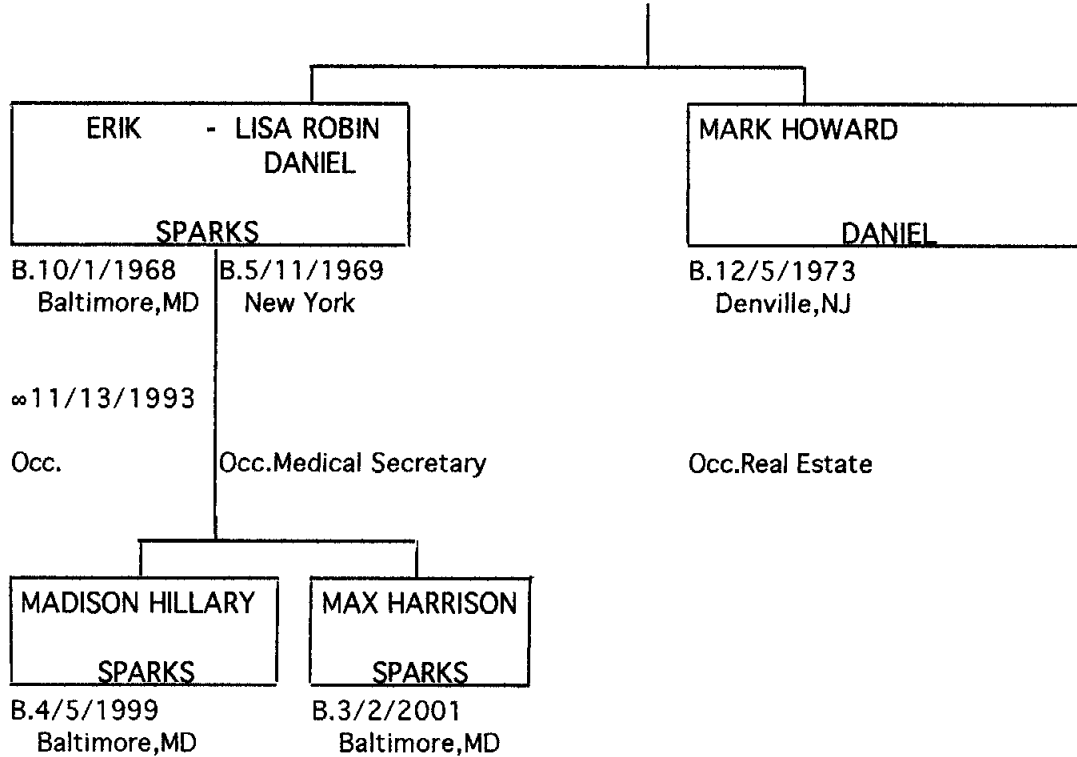 ERIK - LISA ROBIN
DANIEL
SPARKS
B.10/1/1968 B.5/11/1969
Baltimore,MD New York
∞11/13/1993
Occ. Occ.Medical Secretary
MARK HOWARD
DANIEL
B.12/5/1973
Denville,NJ
Occ.Real Estate
MADISON HILLARY
SPARKS
B.4/5/1999
Baltimore,MD
MAX HARRISON
SPARKS
B.3/2/2001
Baltimore,MD